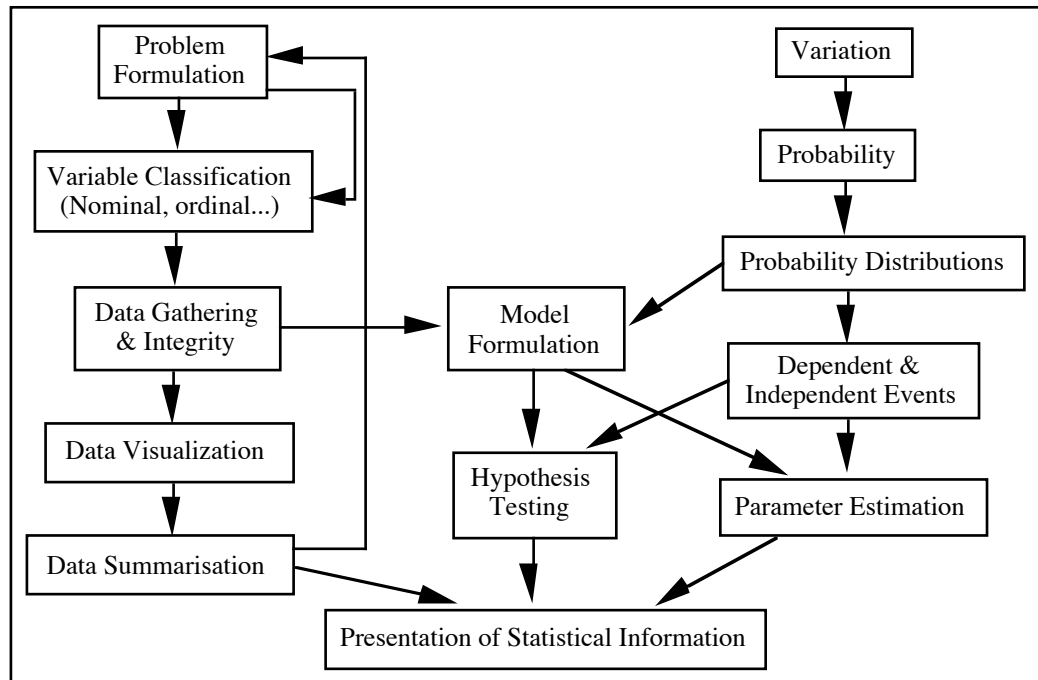 Problem
Formulation
Variation
Probability
Variable Classification
(Nominal, ordinal...)
Probability Distributions
Data Gathering
& Integrity
Model
Formulation
Dependent &
Independent Events
Data Visualization
Hypothesis
Testing
Parameter Estimation
Data Summarisation
Presentation of Statistical Information